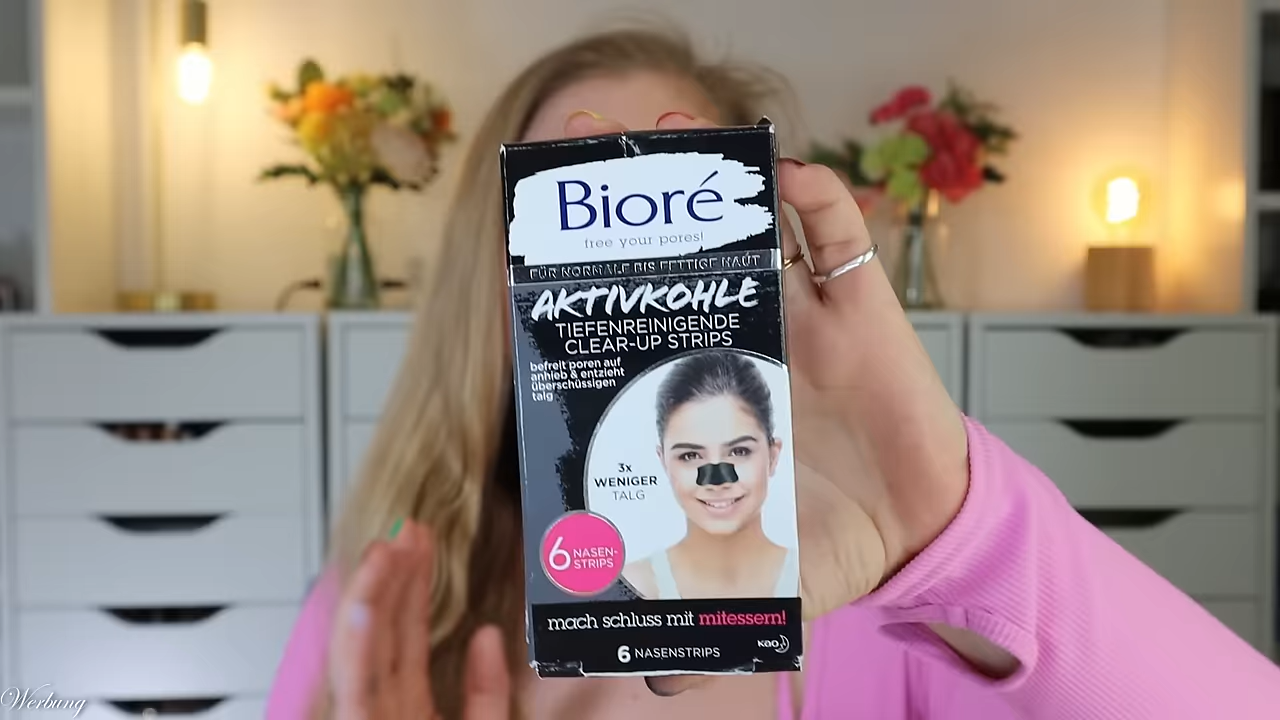 Bioré
free your pores!
FÜR NORMALE BIS FETTIGE HAUT
AKTIVKOHLE
TIEFENREINIGENDE
CLEAR-UP STRIPS
befreit poren auf
anhieb & entzieht
überschüssigen
talg
3x
WENIGER
TALG
6 NASEN-
STRIPS
mach schluss mit mitessern!
Kao
6 NASENSTRIPS
Werbung